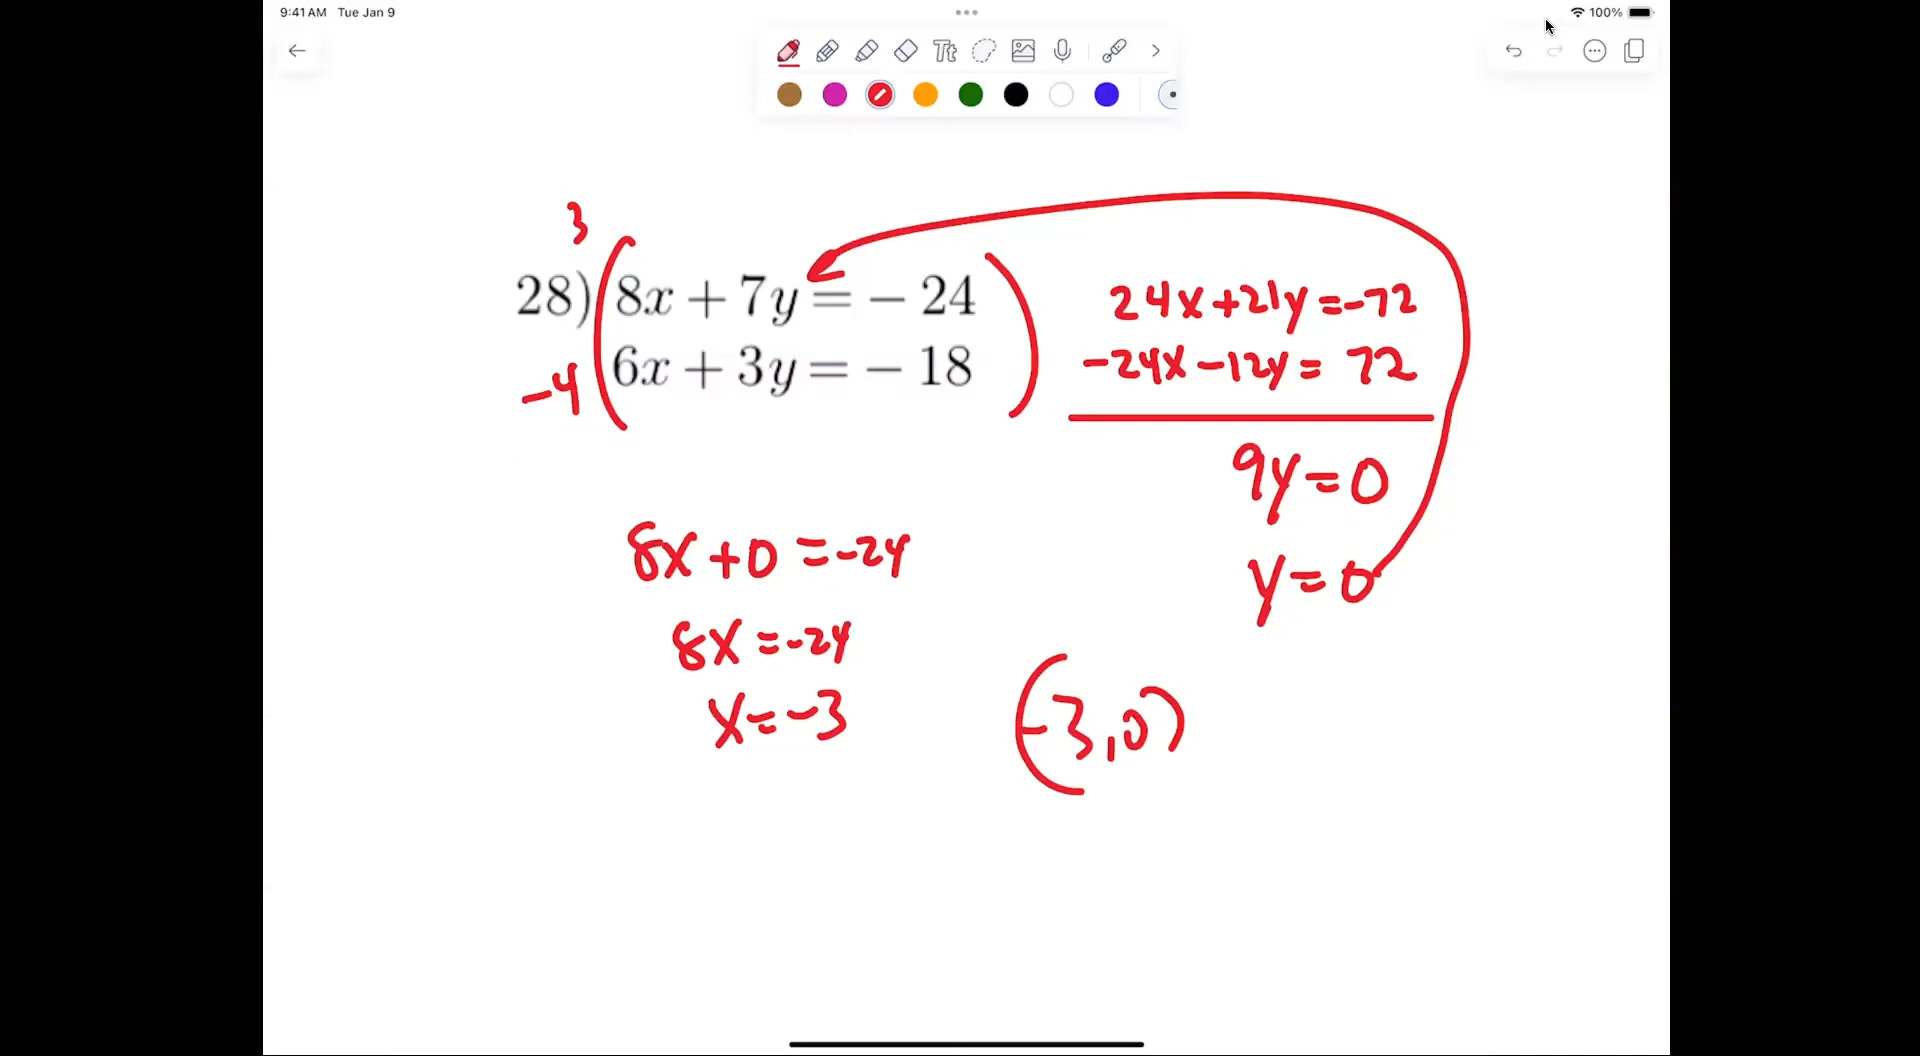 9:41 AM Tue Jan 9
100%
Tt
3
28) 8x + 7y = - 24
-4
6x + 3y = - 18
24x+21y=-72
-24x-12y= 72
9y=0
y=0
8x+0=-24
8x=-24
x=-3
(-3,0)